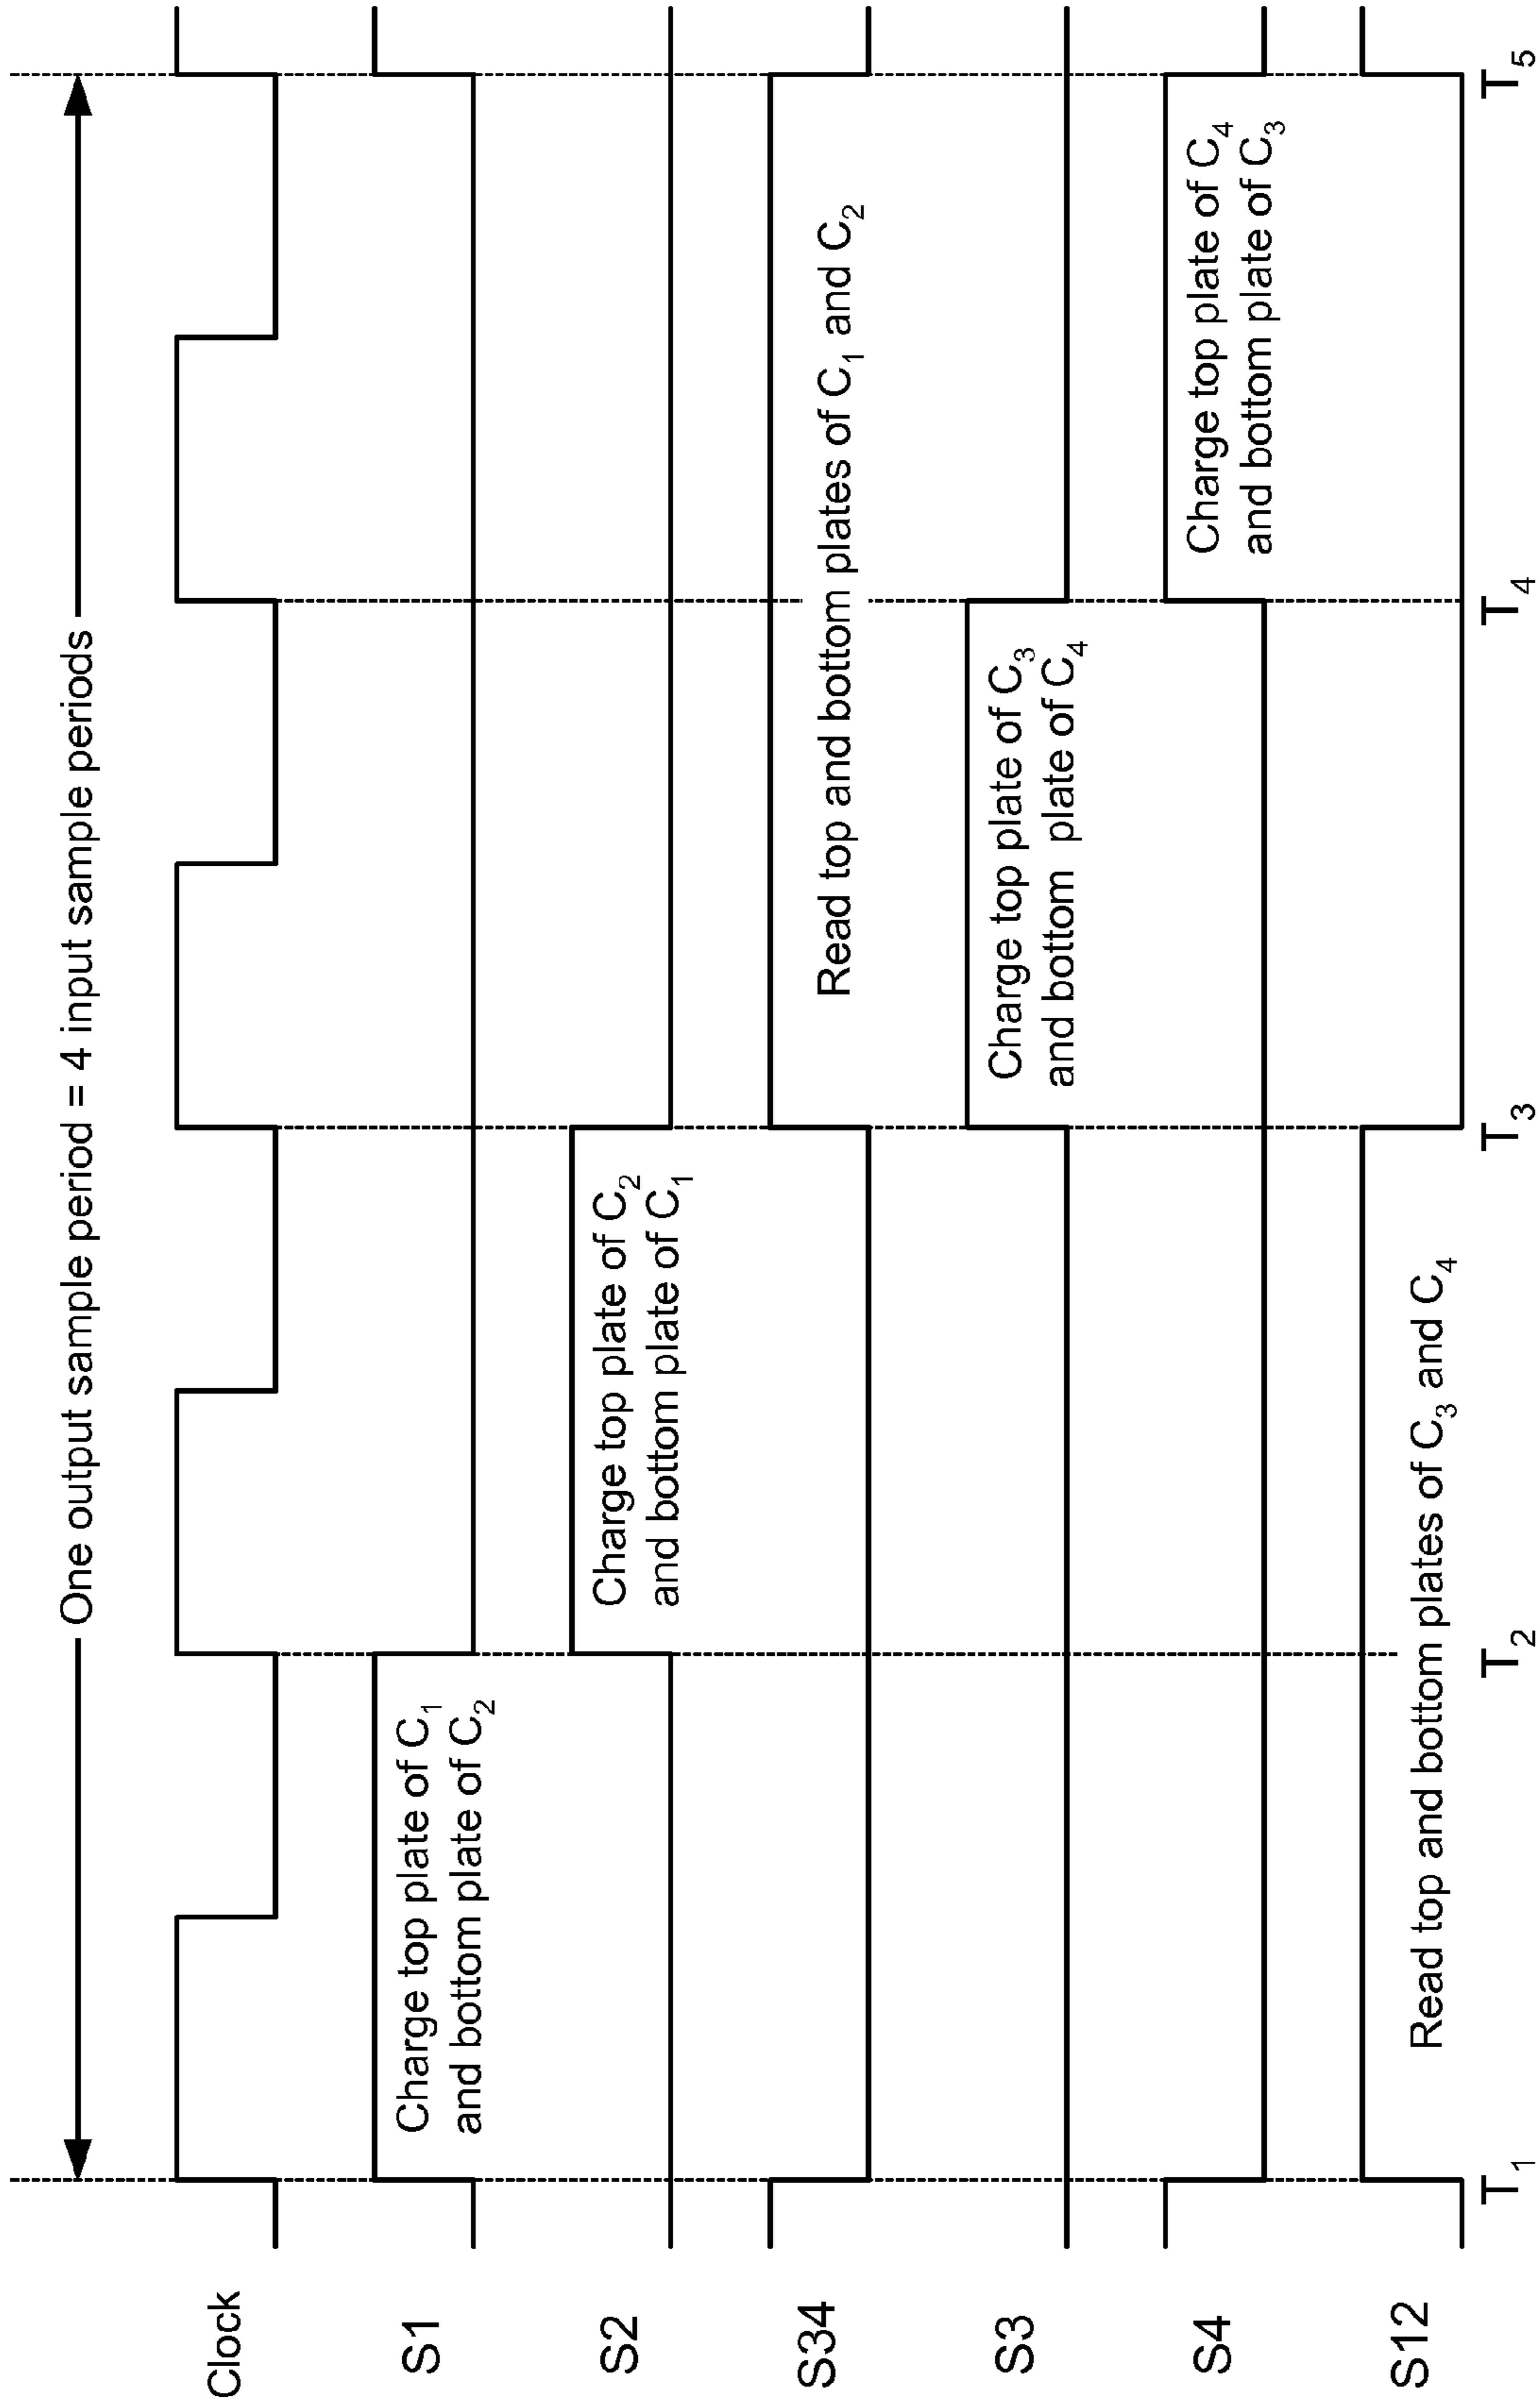 One output sample period = 4 input sample periods
Clock
S1
Charge top plate of C1
and bottom plate of C2
S2
Charge top plate of C2
and bottom plate of C1
S34
Read top and bottom plates of C1 and C2
S3
Charge top plate of C3
and bottom plate of C4
S4
Charge top plate of C4
and bottom plate of C3
S12
Read top and bottom plates of C3 and C4
T1
T2
T3
T4
T5